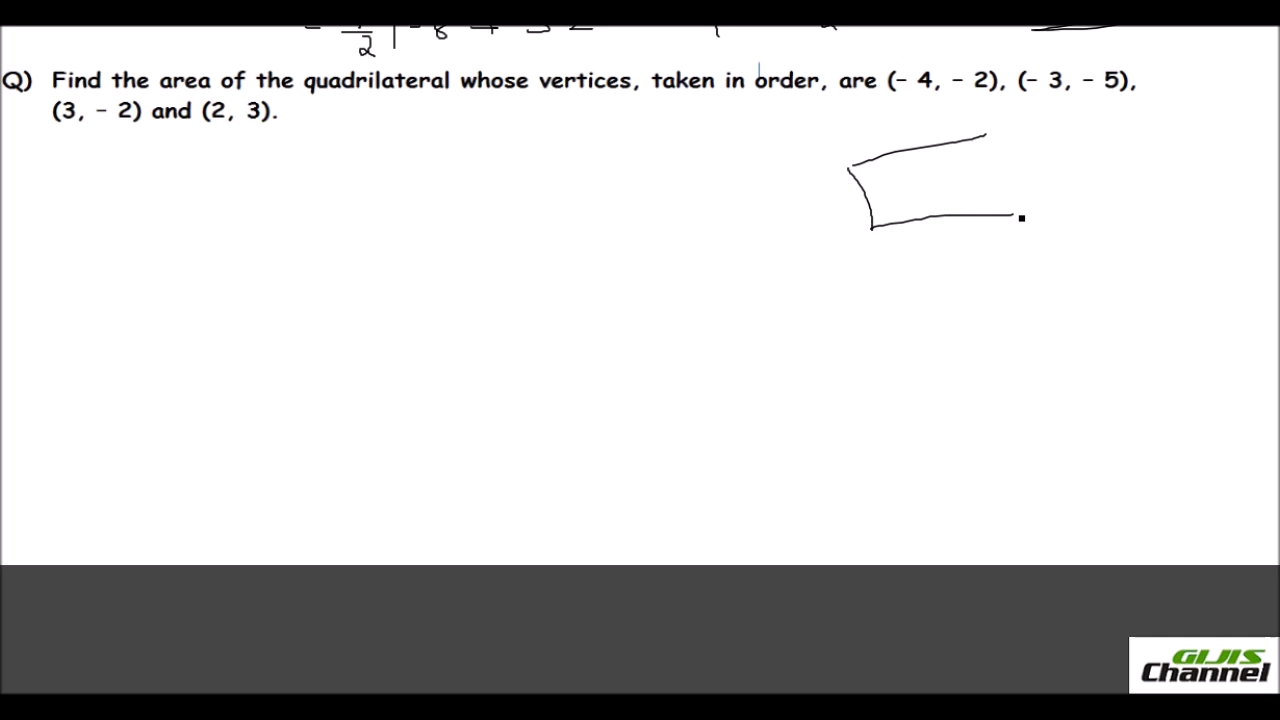 Q) Find the area of the quadrilateral whose vertices, taken in order, are (- 4, - 2), (- 3, - 5),
(3, - 2) and (2, 3).
GIJIS
Channel